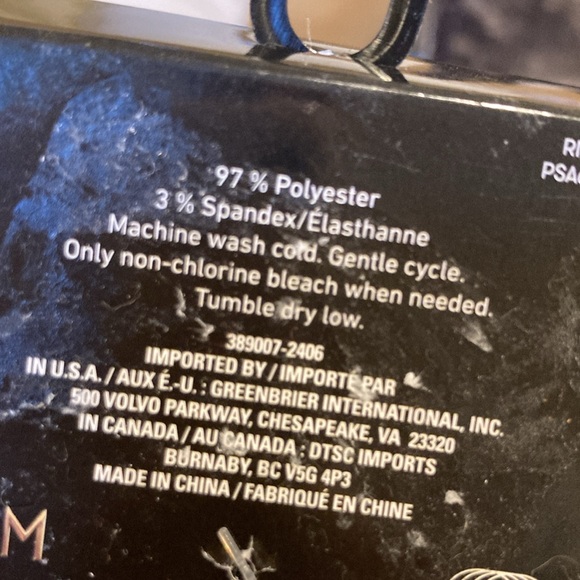 97 % Polyester
3 % Spandex/Élasthanne
Machine wash cold. Gentle cycle.
Only non-chlorine bleach when needed.
Tumble dry low.
389007-2406
IMPORTED BY / IMPORTE PAR
IN U.S.A. / AUX É.-U. : GREENBRIER INTERNATIONAL, INC.
500 VOLVO PARKWAY, CHESAPEAKE, VA 23320
IN CANADA / AU CANADA : DTSC IMPORTS
BURNABY, BC V5G 4P3
MADE IN CHINA / FABRIQUÉ EN CHINE
M